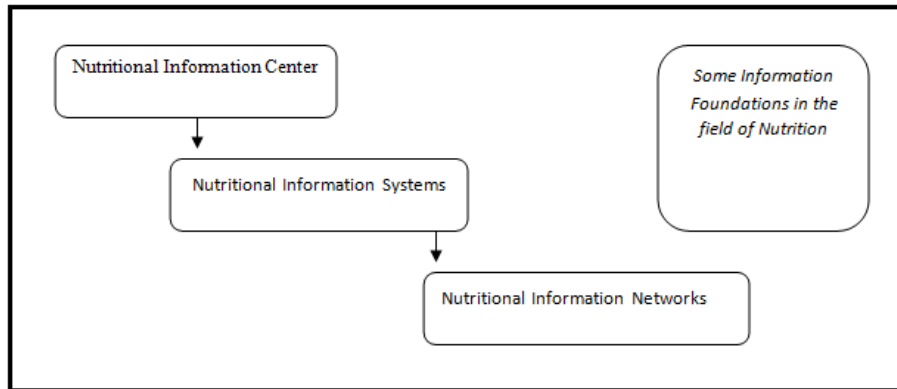 Nutritional Information Center
Some Information
Foundations in the
field of Nutrition
Nutritional Information Systems
Nutritional Information Networks